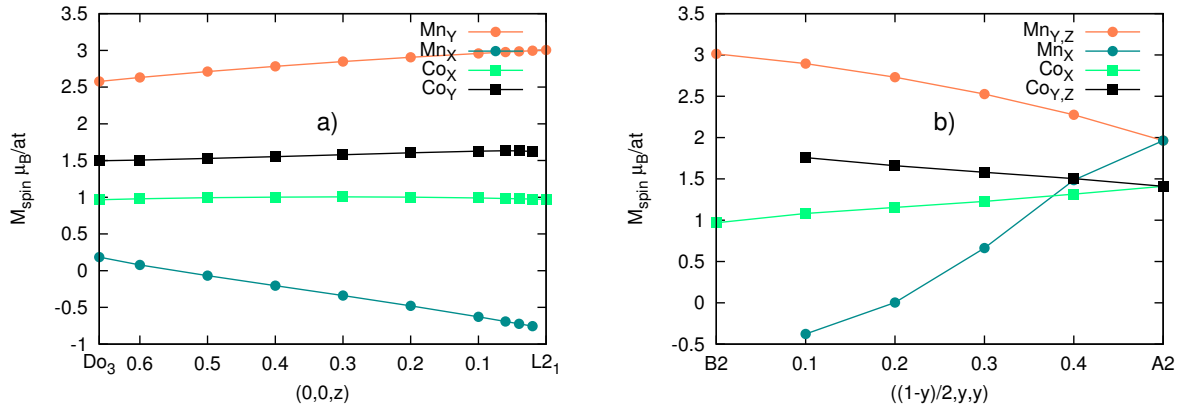 M_spin μ_B/at
3.5
3
2.5
2
1.5
1
0.5
0
-0.5
-1
Mn_Y
Mn_X
Co_X
Co_Y
a)
Do_3 0.6 0.5 0.4 0.3 0.2 0.1 L2_1
(0,0,z)
M_spin μ_B/at
3.5
3
2.5
2
1.5
1
0.5
0
-0.5
Mn_Y,Z
Mn_X
Co_X
Co_Y,Z
b)
B2 0.1 0.2 0.3 0.4 A2
((1-y)/2,y,y)